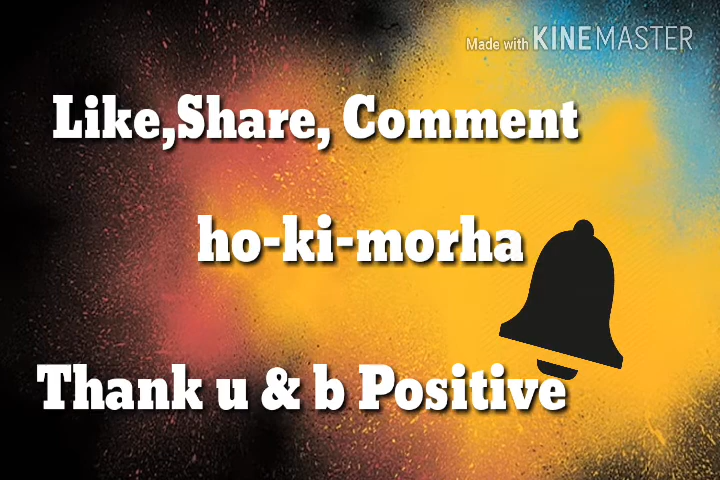 Made with KINEMASTER
Like,Share, Comment
ho-ki-morha
Thank u & b Positive